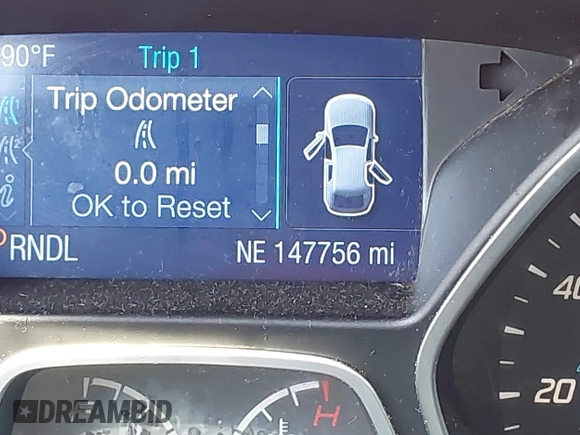 90°F Trip 1
Trip Odometer
0.0 mi
OK to Reset
PRNDL NE 147756 mi
E H
20
40
DREAMBID